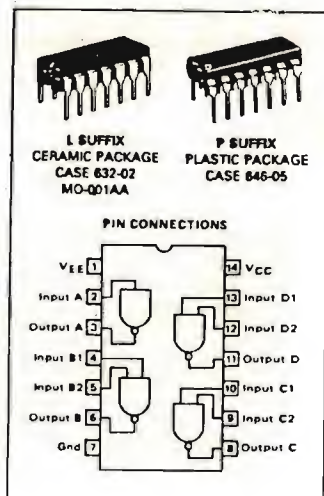 L SUFFIX
CERAMIC PACKAGE
CASE 632-02
MO-001AA
P SUFFIX
PLASTIC PACKAGE
CASE 646-05
PIN CONNECTIONS
VEE 1
14 VCC
Input A 2
13 Input D1
Output A 3
12 Input D2
Input B1 4
11 Output D
Input B2 5
10 Input C1
Output B 6
9 Input C2
Gnd 7
8 Output C